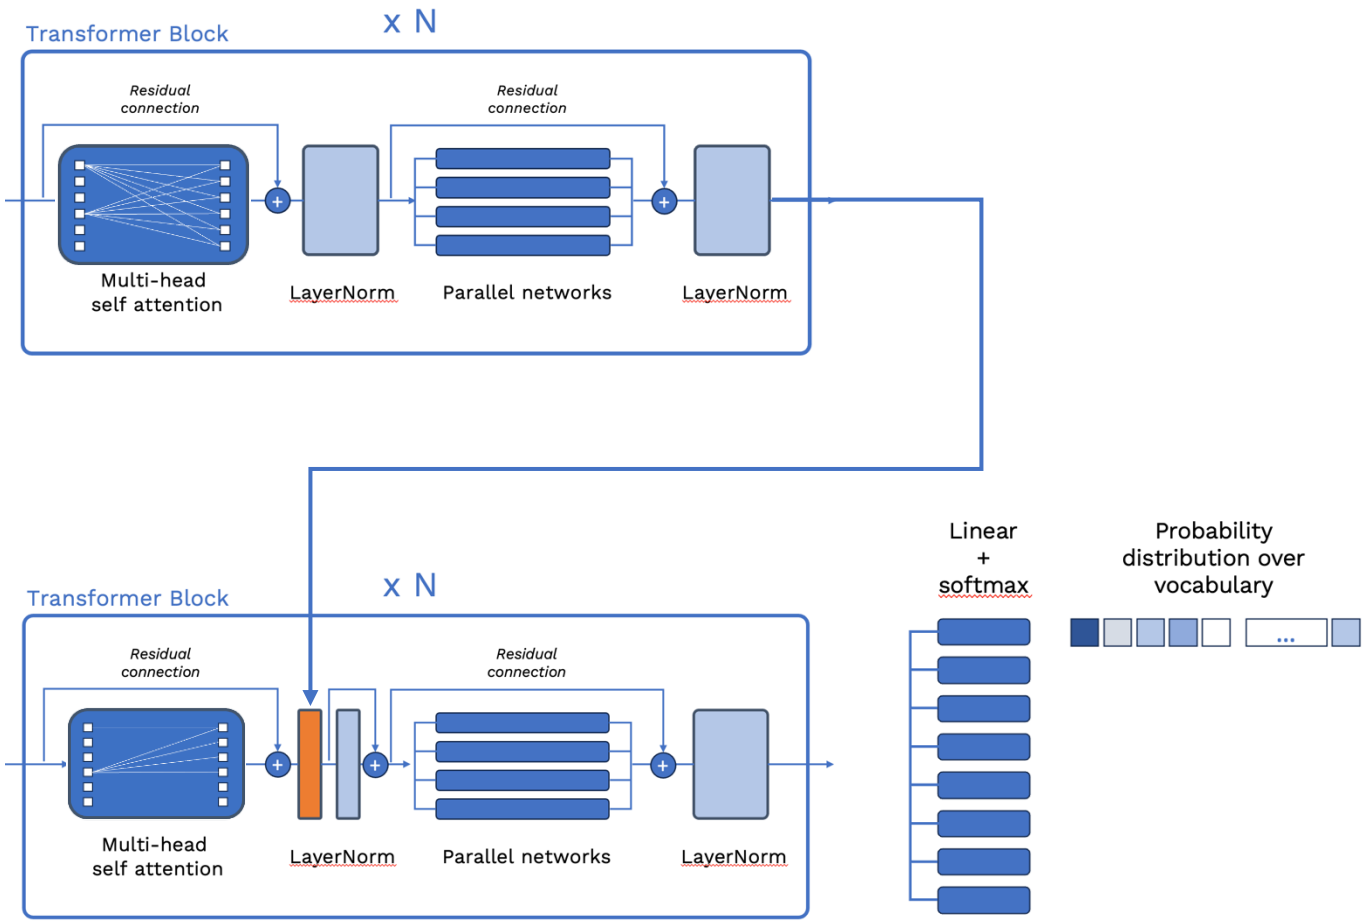 x N
Transformer Block
Residual
connection
Residual
connection
+
+
Multi-head
self attention
LayerNorm
Parallel networks
LayerNorm
Linear
+
softmax
Probability
distribution over
vocabulary
x N
Transformer Block
...
Residual
connection
Residual
connection
+
+
+
Multi-head
self attention
LayerNorm
Parallel networks
LayerNorm